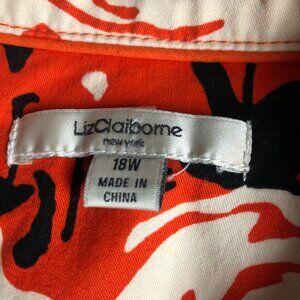 LizClaiborne
new york
18W
MADE IN
CHINA